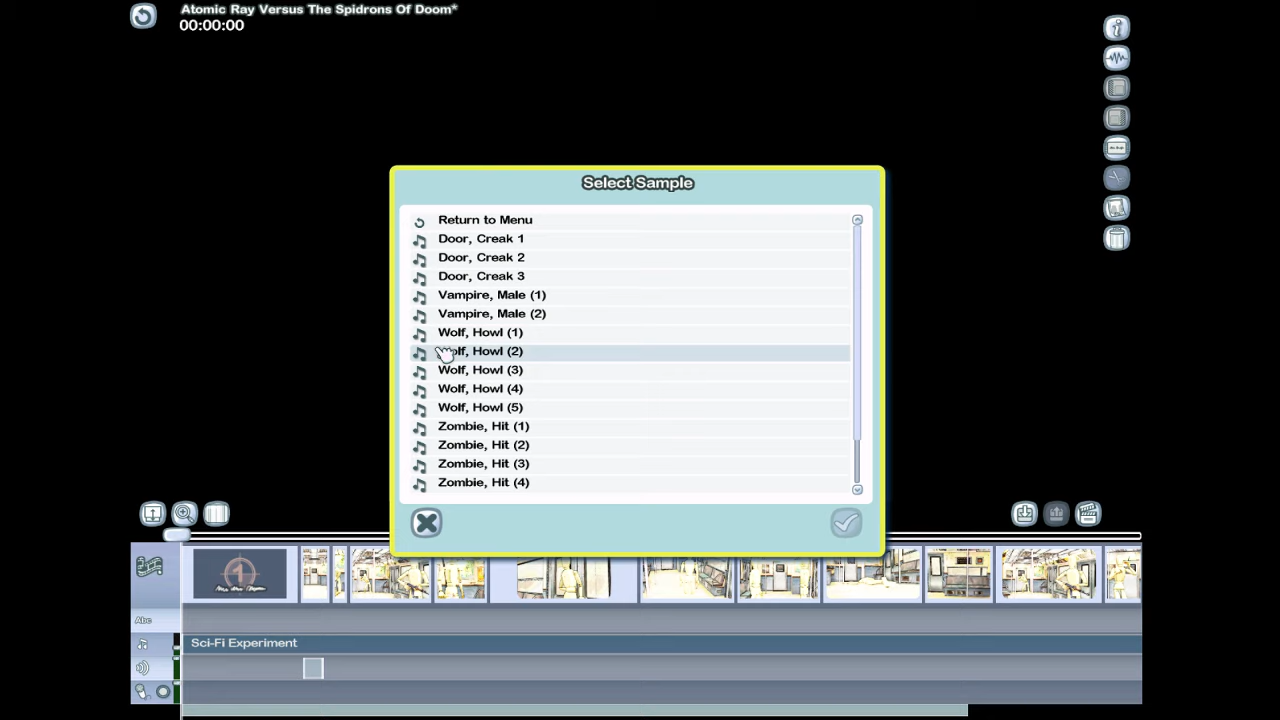 Atomic Ray Versus The Spidrons Of Doom*
00:00:00
Select Sample
Return to Menu
Door, Creak 1
Door, Creak 2
Door, Creak 3
Vampire, Male (1)
Vampire, Male (2)
Wolf, Howl (1)
Wolf, Howl (2)
Wolf, Howl (3)
Wolf, Howl (4)
Wolf, Howl (5)
Zombie, Hit (1)
Zombie, Hit (2)
Zombie, Hit (3)
Zombie, Hit (4)
1
Abc
Sci-Fi Experiment